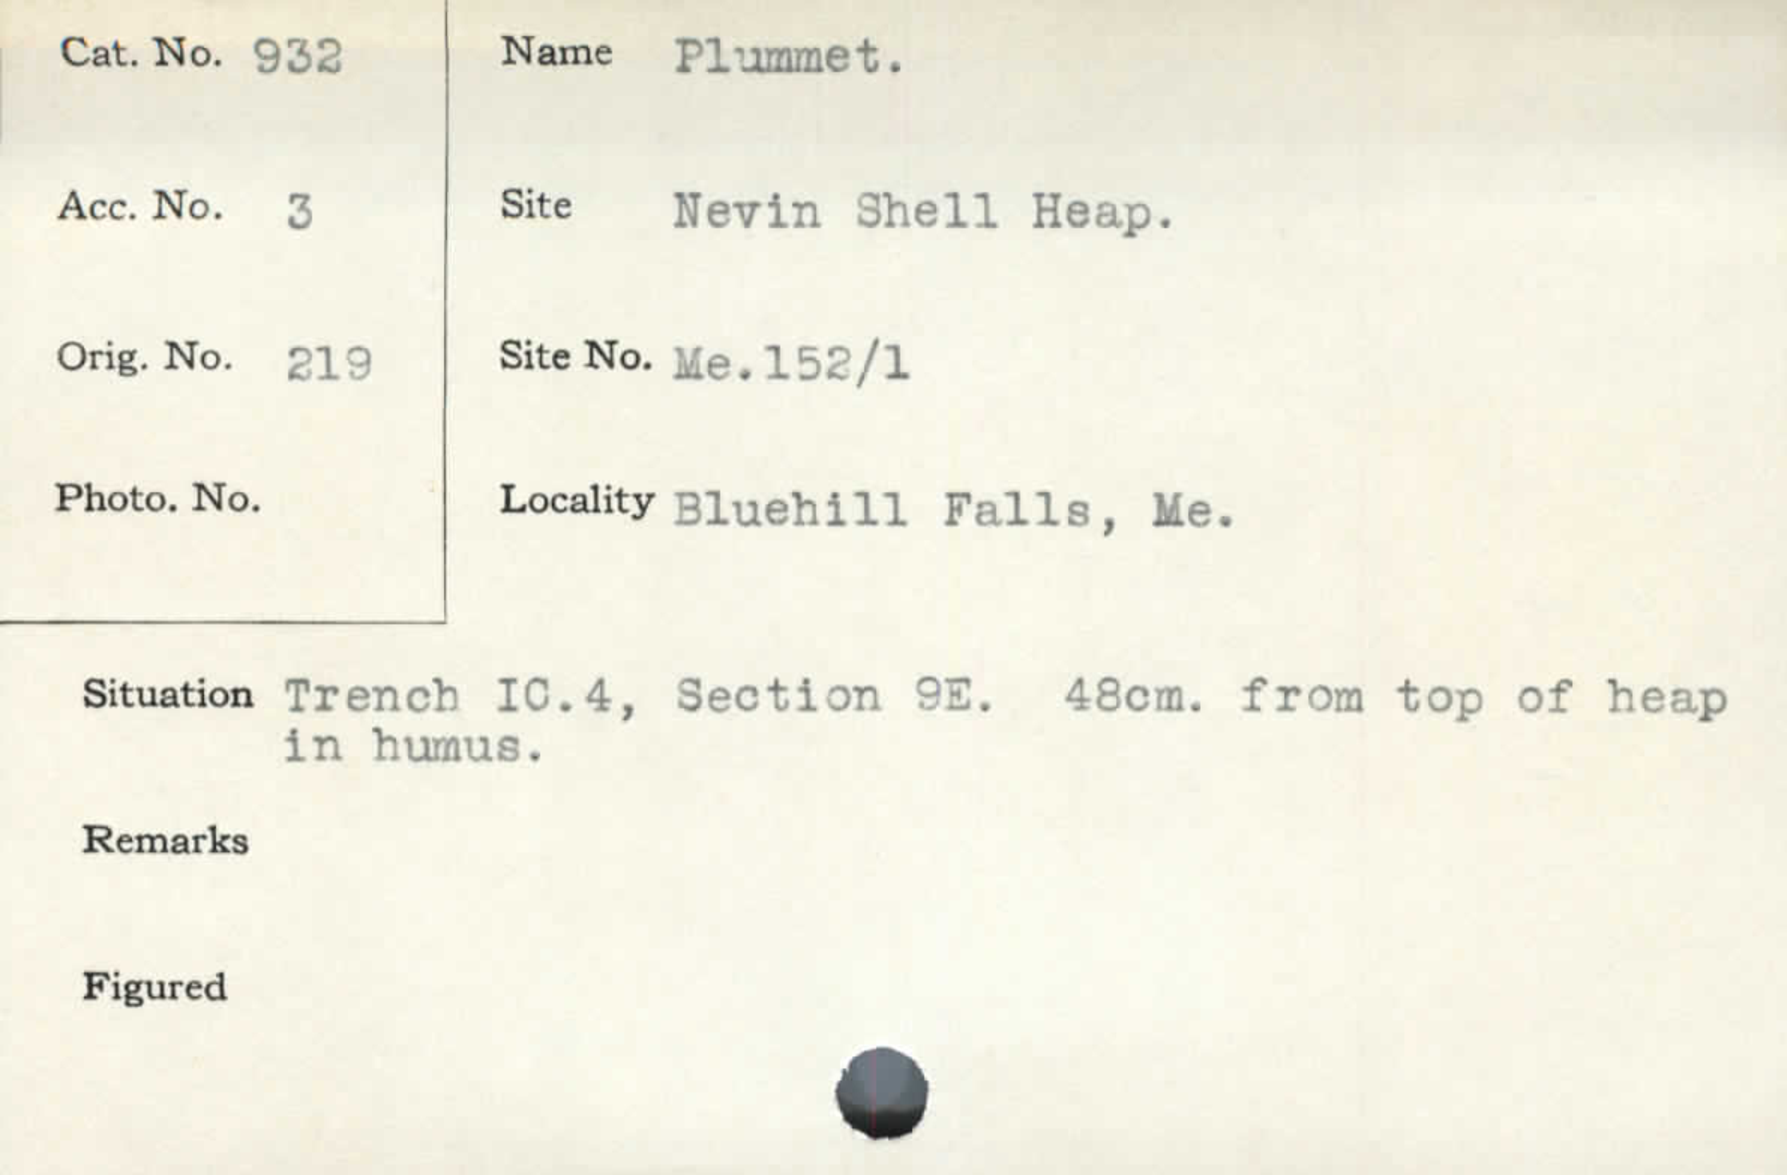 Cat. No. 932
Name Plummet.
Acc. No. 3
Site Nevin Shell Heap.
Orig. No. 219
Site No. Me.152/1
Photo. No.
Locality Bluehill Falls, Me.
Situation Trench IC.4, Section 9E. 48cm. from top of heap
in humus.
Remarks
Figured